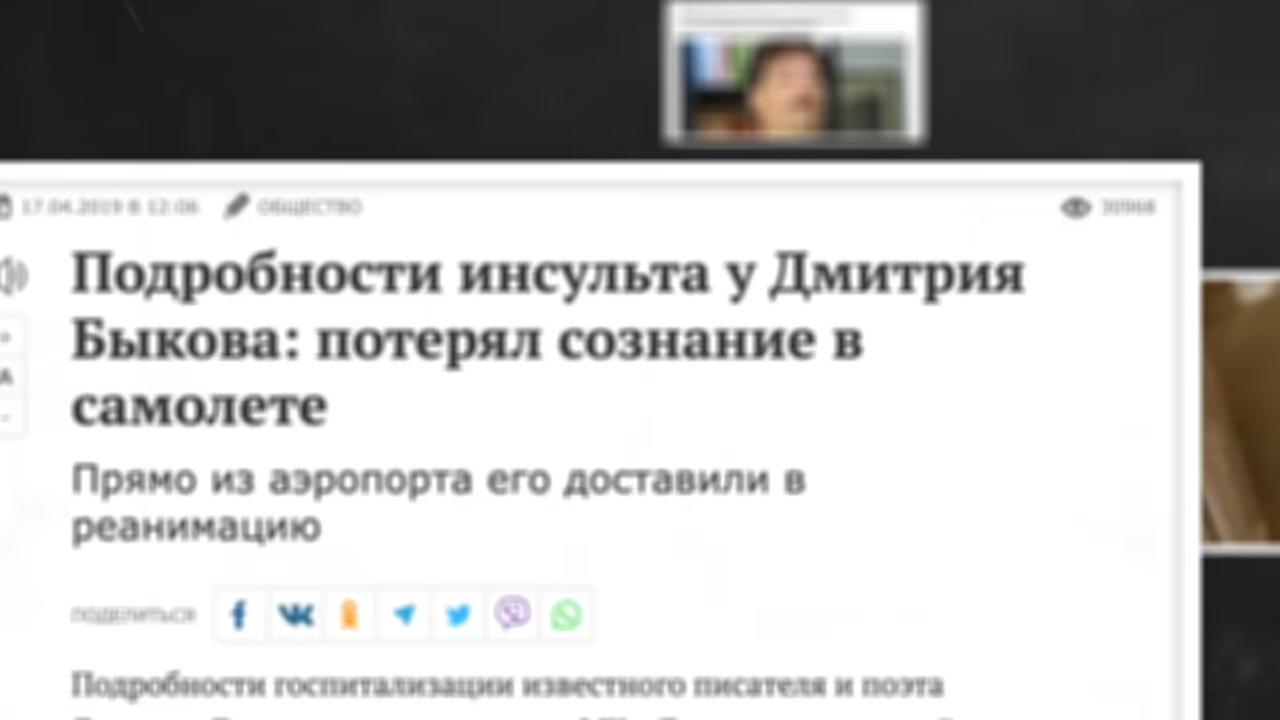 17.04.2019 В 12:06 ОБЩЕСТВО 30968
Подробности инсульта у Дмитрия
Быкова: потерял сознание в
самолете
Прямо из аэропорта его доставили в
реанимацию
ПОДЕЛИТЬСЯ
Подробности госпитализации известного писателя и поэта